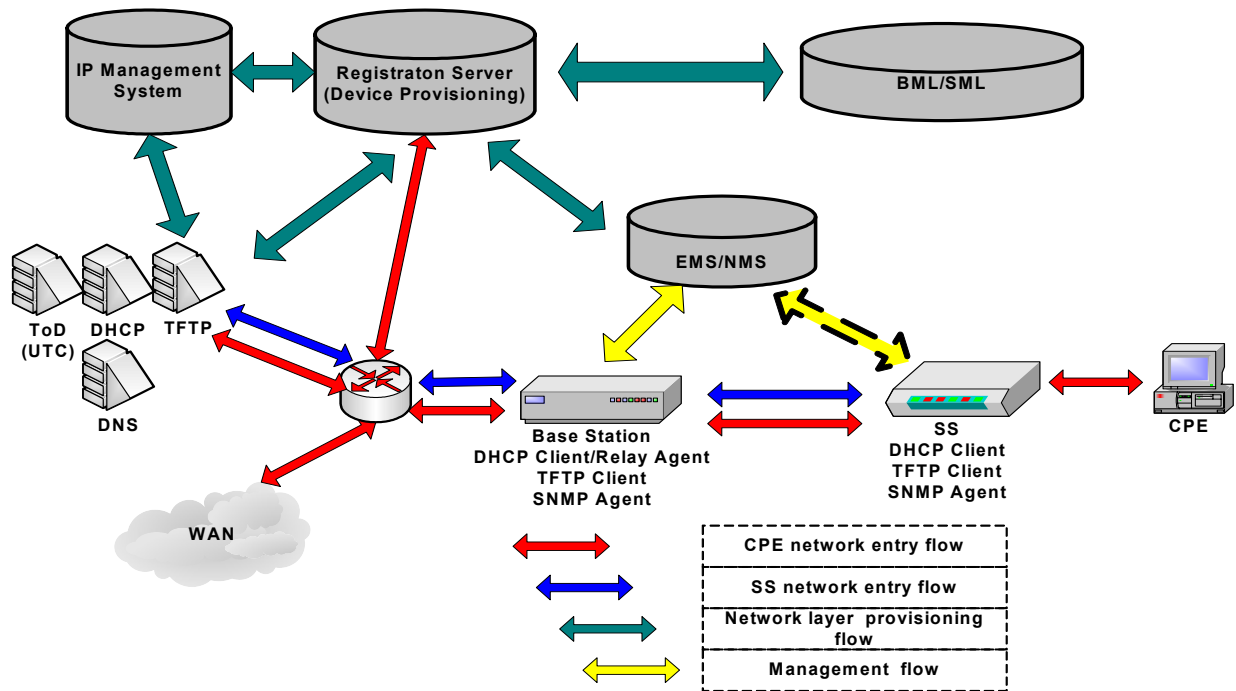 IP Management
System
Registraton Server
(Device Provisioning)
BML/SML
EMS/NMS
ToD
(UTC)
DHCP
TFTP
DNS
Base Station
DHCP Client/Relay Agent
TFTP Client
SNMP Agent
SS
DHCP Client
TFTP Client
SNMP Agent
CPE
WAN
CPE network entry flow
SS network entry flow
Network layer provisioning
flow
Management flow